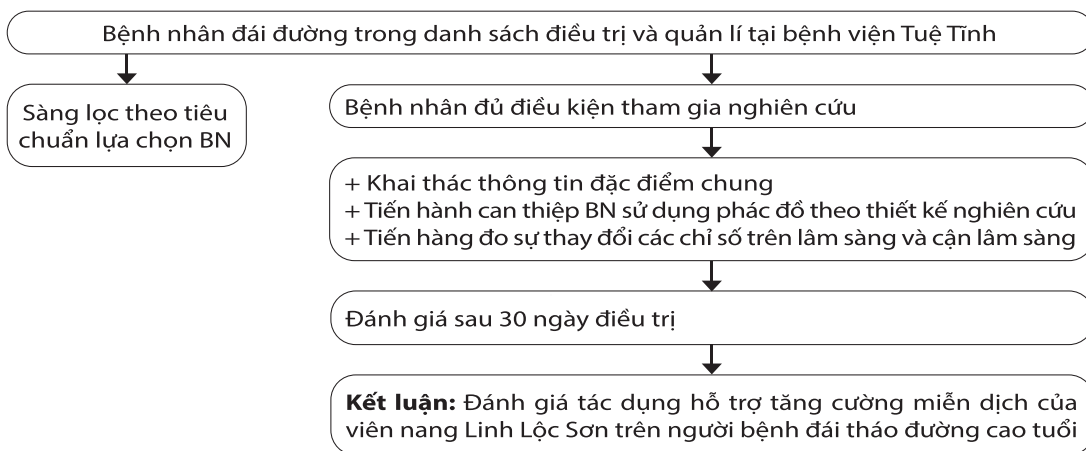 Bệnh nhân đái đường trong danh sách điều trị và quản lí tại bệnh viện Tuệ Tĩnh
Sàng lọc theo tiêu
chuẩn lựa chọn BN
Bệnh nhân đủ điều kiện tham gia nghiên cứu
+ Khai thác thông tin đặc điểm chung
+ Tiến hành can thiệp BN sử dụng phác đồ theo thiết kế nghiên cứu
+ Tiến hàng đo sự thay đổi các chỉ số trên lâm sàng và cận lâm sàng
Đánh giá sau 30 ngày điều trị
Kết luận: Đánh giá tác dụng hỗ trợ tăng cường miễn dịch của
viên nang Linh Lộc Sơn trên người bệnh đái tháo đường cao tuổi